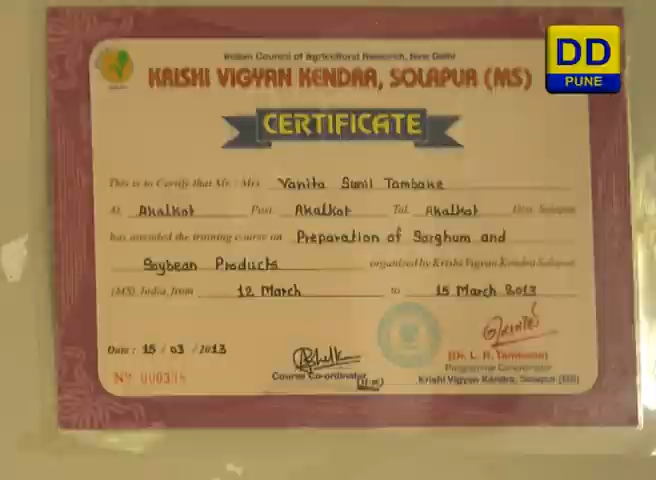 DD
PUNE
Indian Council of Agricultural Research, New Delhi
KRISHI VIGYAN KENDRA, SOLAPUR (MS)
CERTIFICATE
This is to Certify that Mr. / Mrs. Vanita Sunil Tambake
At Akalkot Post Akalkot Tal. Akalkot Dist. Solapur
has attended the training course on Preparation of Sorghum and
Soybean Products organized by Krishi Vigyan Kendra Solapur
(MS) India, from 12 March to 15 March 2013
Date : 15 / 03 / 2013
Nº
Course Co-ordinator
(Dr. L. R.
Programme Co-ordinator
Krishi Vigyan Kendra, Solapur (MS)